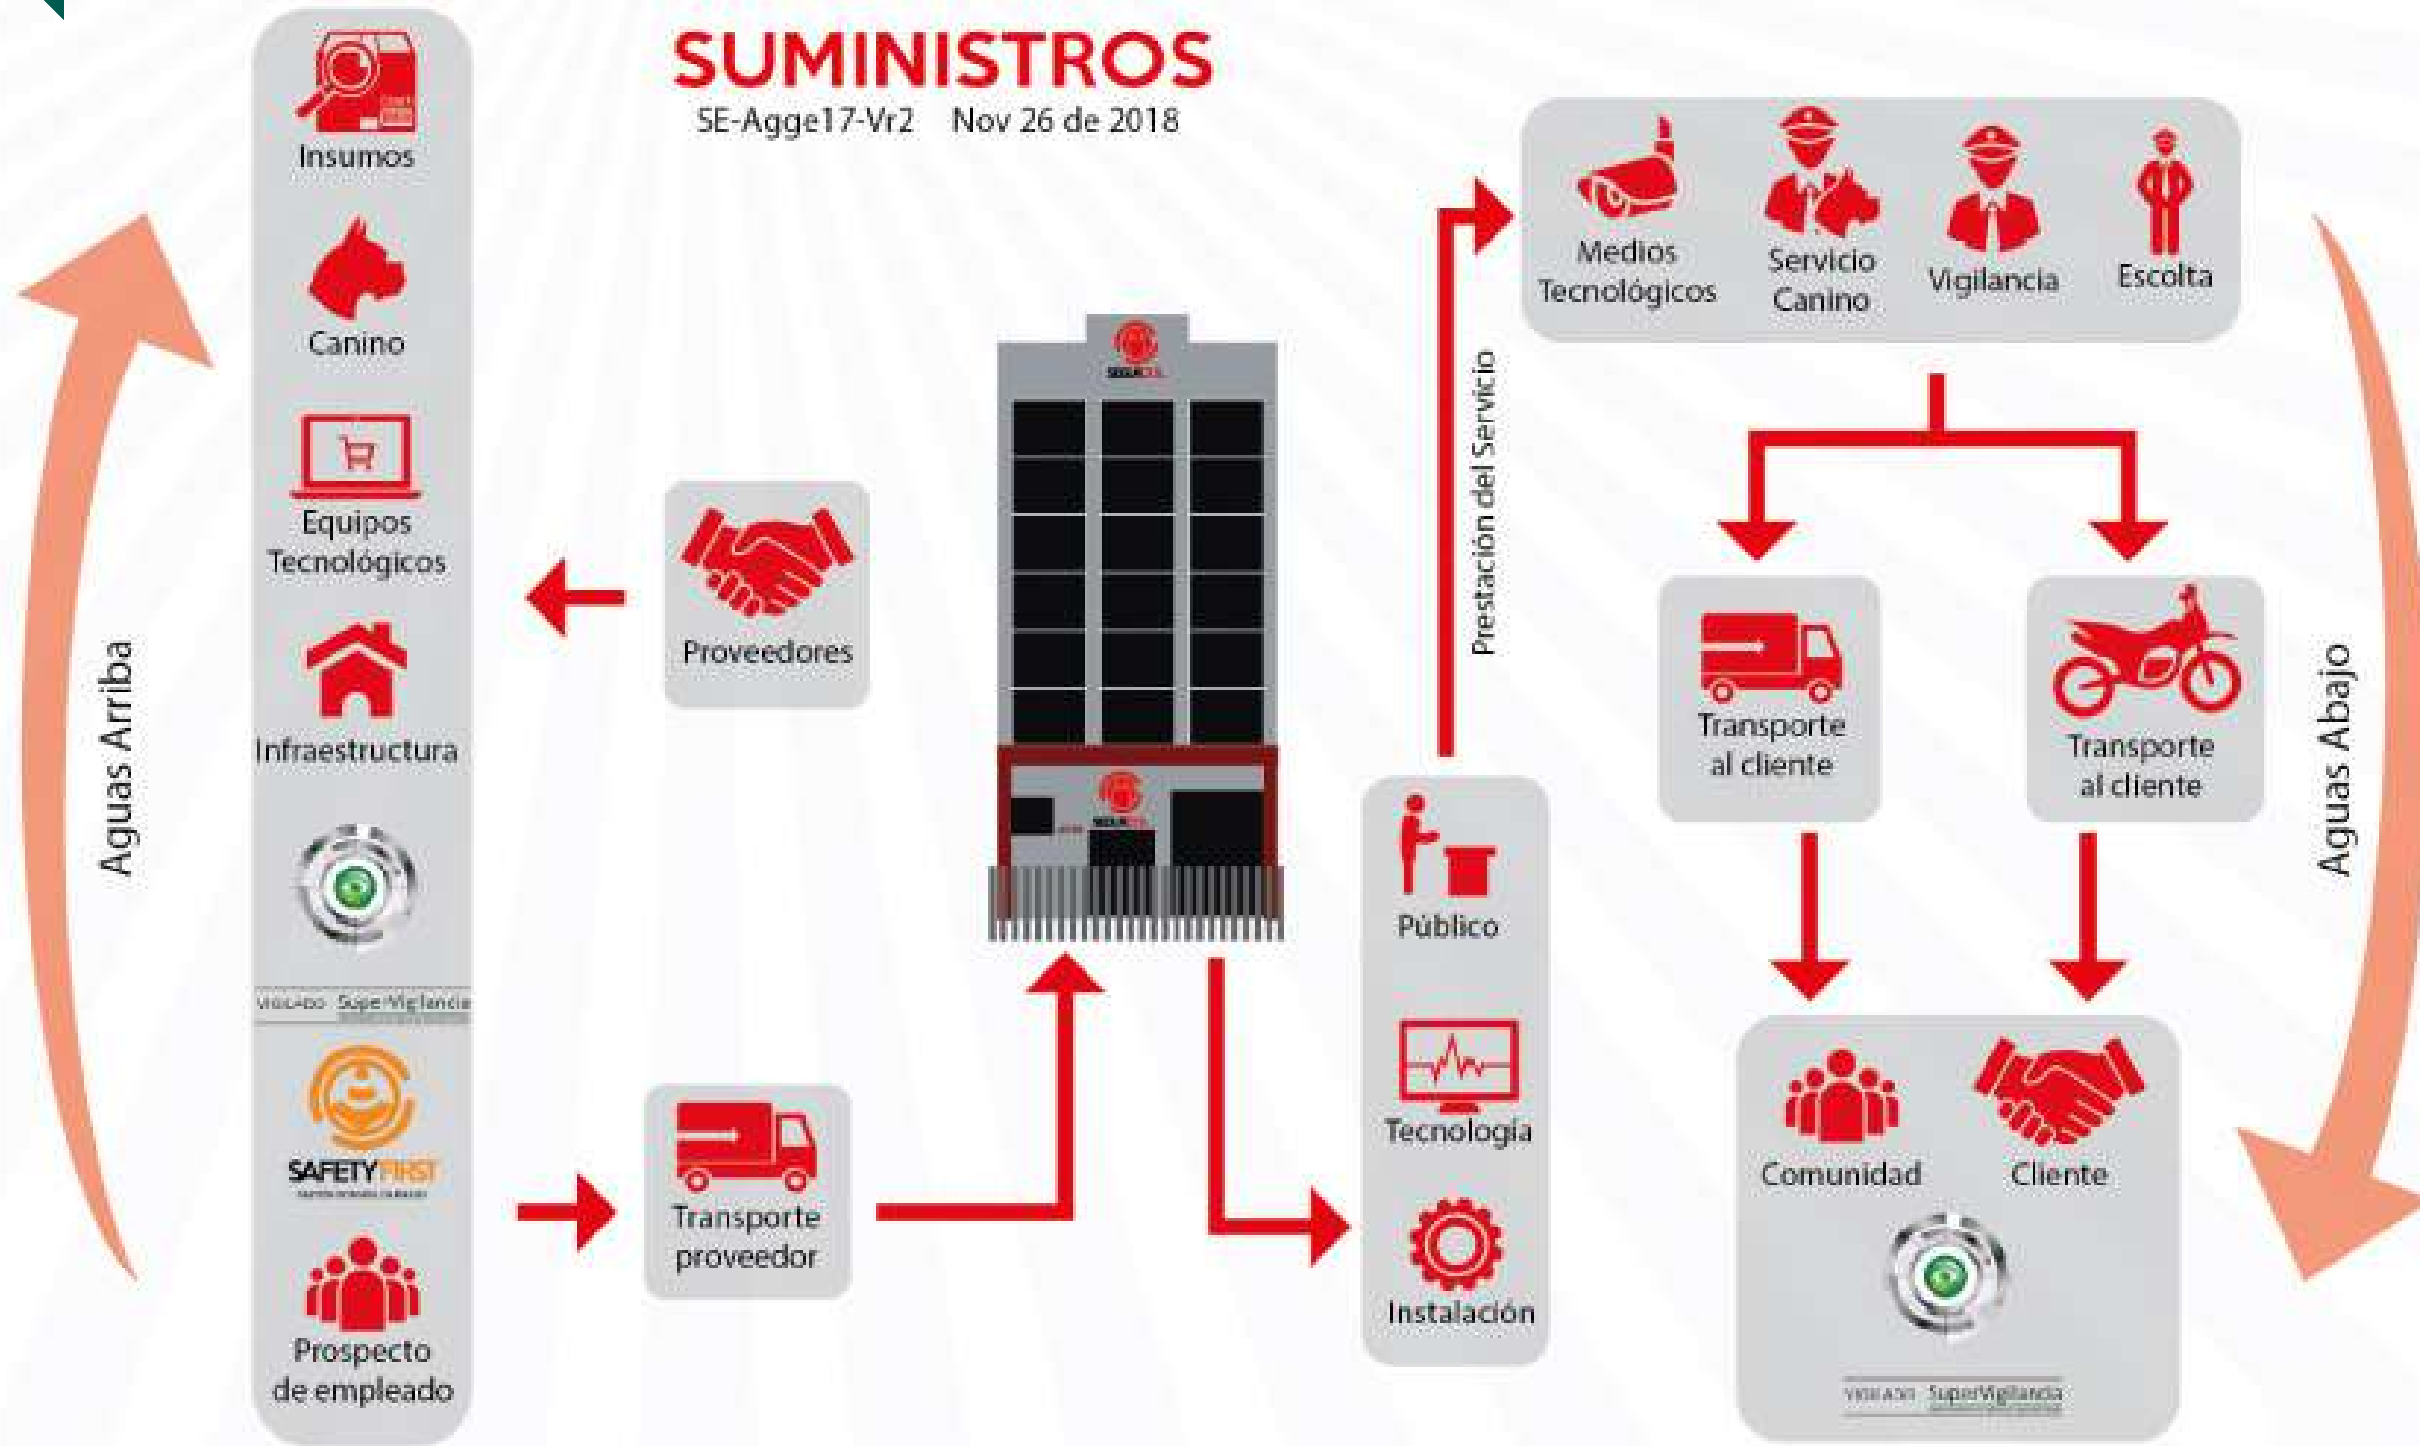 SUMINISTROS
SE-Agge17-Vr2 Nov 26 de 2018
Aguas Arriba
Insumos
Canino
Equipos
Tecnológicos
Infraestructura
VIGILADO SuperVigilancia
SAFETYFIRST
Prospecto
de empleado
Proveedores
Transporte
proveedor
Público
Tecnología
Instalación
Prestación del Servicio
Medios
Tecnológicos
Servicio
Canino
Vigilancia
Escolta
Transporte
al cliente
Transporte
al cliente
Comunidad
Cliente
VIGILADO SuperVigilancia
Aguas Abajo